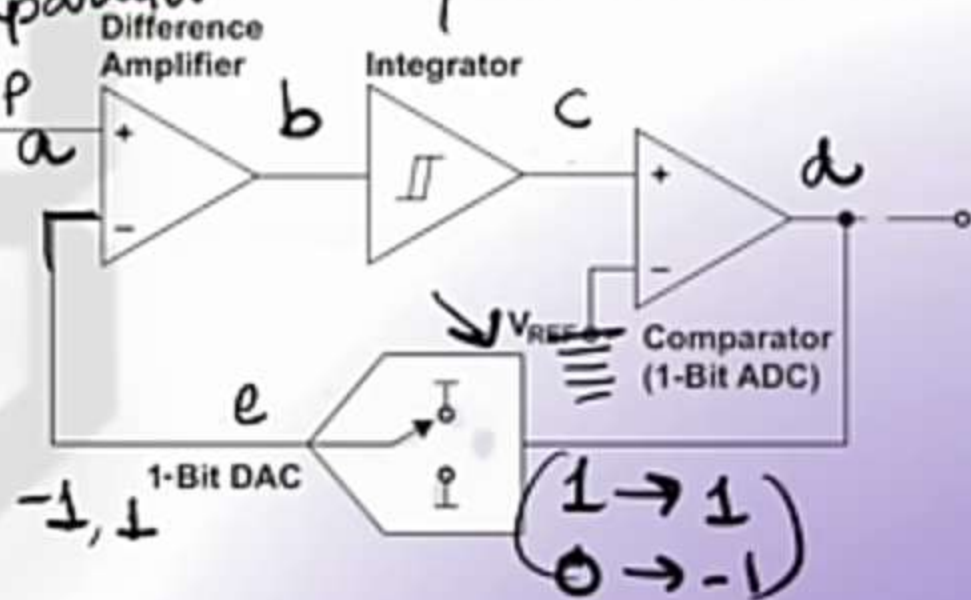 Difference
Amplifier
Integrator
p
a
+
-
b
c
+
-
d
VREF
Comparator
(1-Bit ADC)
e
1-Bit DAC
-1, 1
(1 → 1
0 → -1)